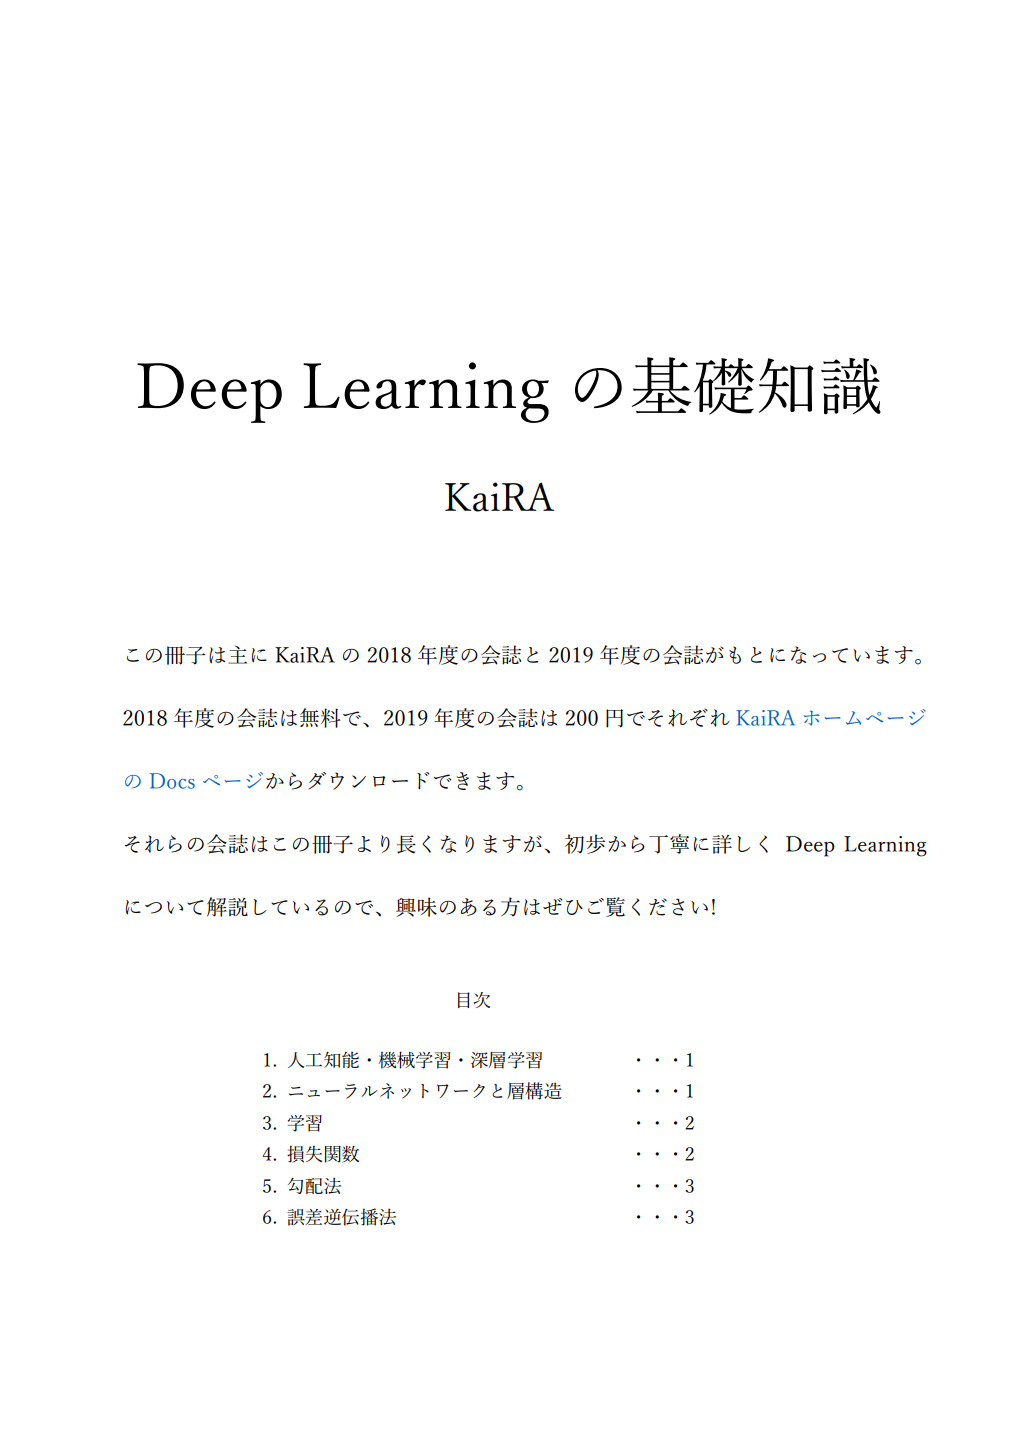 Deep Learning の基礎知識
KaiRA
この冊子は主に KaiRA の 2018 年度の会誌と 2019 年度の会誌がもとになっています。
2018 年度の会誌は無料で、2019 年度の会誌は 200 円でそれぞれ KaiRA ホームページ
の Docs ページからダウンロードできます。
それらの会誌はこの冊子より長くなりますが、初歩から丁寧に詳しく Deep Learning
について解説しているので、興味のある方はぜひご覧ください!
目次
1. 人工知能・機械学習・深層学習 ・・・1
2. ニューラルネットワークと層構造 ・・・1
3. 学習 ・・・2
4. 損失関数 ・・・2
5. 勾配法 ・・・3
6. 誤差逆伝播法 ・・・3